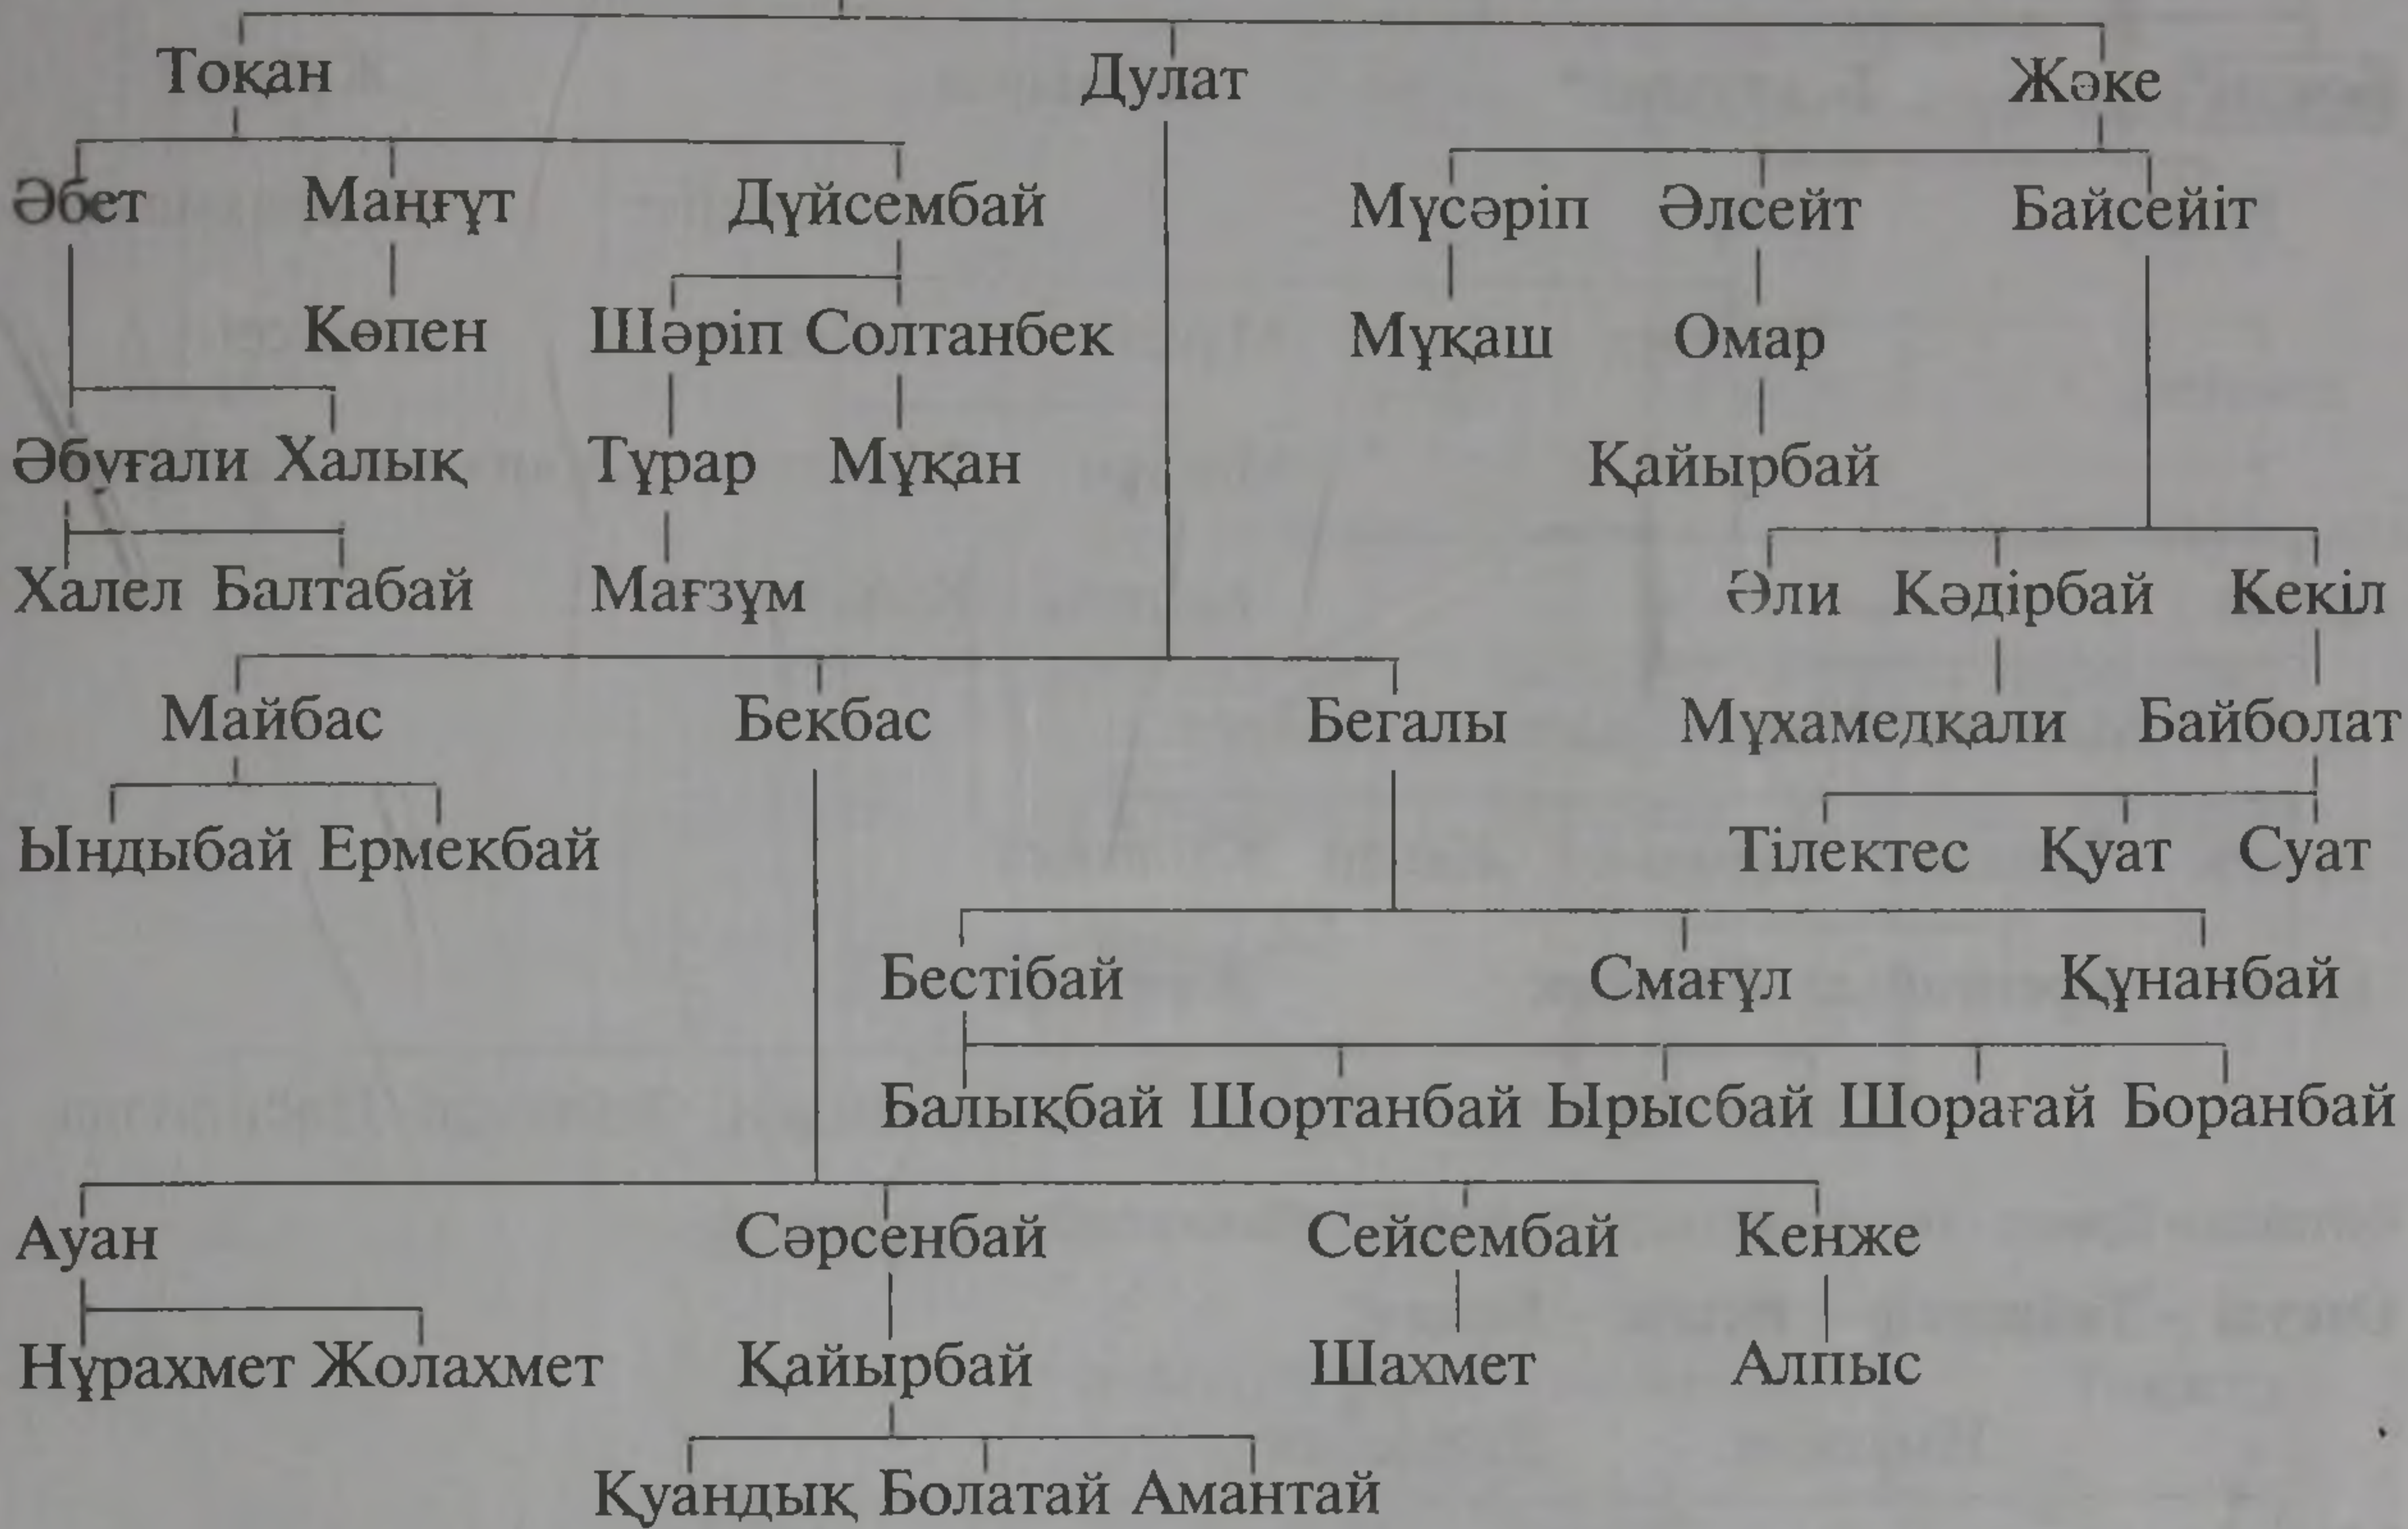 Тоқан Дулат Жәке
Әбет Маңғұт Дүйсембай Мүсәріп Әлсейт Байсейіт
Көпен Шәріп Солтанбек Мұқаш Омар
Әбуғали Халық Тұрар Мұқан Қайырбай
Халел Балтабай Мағзұм Әли Кәдірбай Кекіл
Майбас Бекбас Бегалы Мұхамедқали Байболат
Ындыбай Ермекбай Тілектес Қуат Суат
Бестібай Смағұл Құнанбай
Балықбай Шортанбай Ырысбай Шорағай Боранбай
Ауан Сәрсенбай Сейсембай Кенже
Нұрахмет Жолахмет Қайырбай Шахмет Алпыс
Қуандық Болатай Амантай